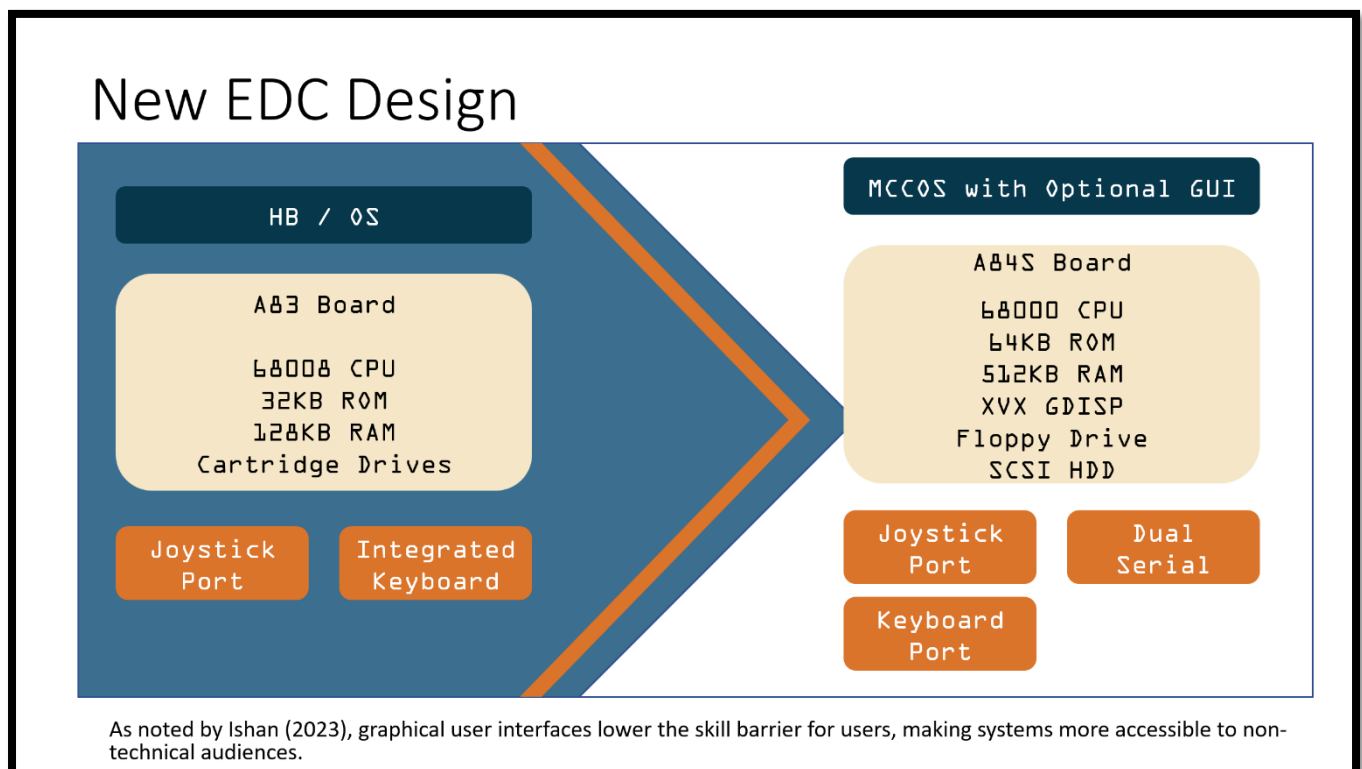 New EDC Design
HB / OS
A83 Board
68008 CPU
32KB ROM
128KB RAM
Cartridge Drives
Joystick
Port
Integrated
Keyboard
MCCOS with Optional GUI
A84S Board
68000 CPU
64KB ROM
512KB RAM
XVX GDISP
Floppy Drive
SCSI HDD
Joystick
Port
Dual
Serial
Keyboard
Port
As noted by Ishan (2023), graphical user interfaces lower the skill barrier for users, making systems more accessible to non-
technical audiences.